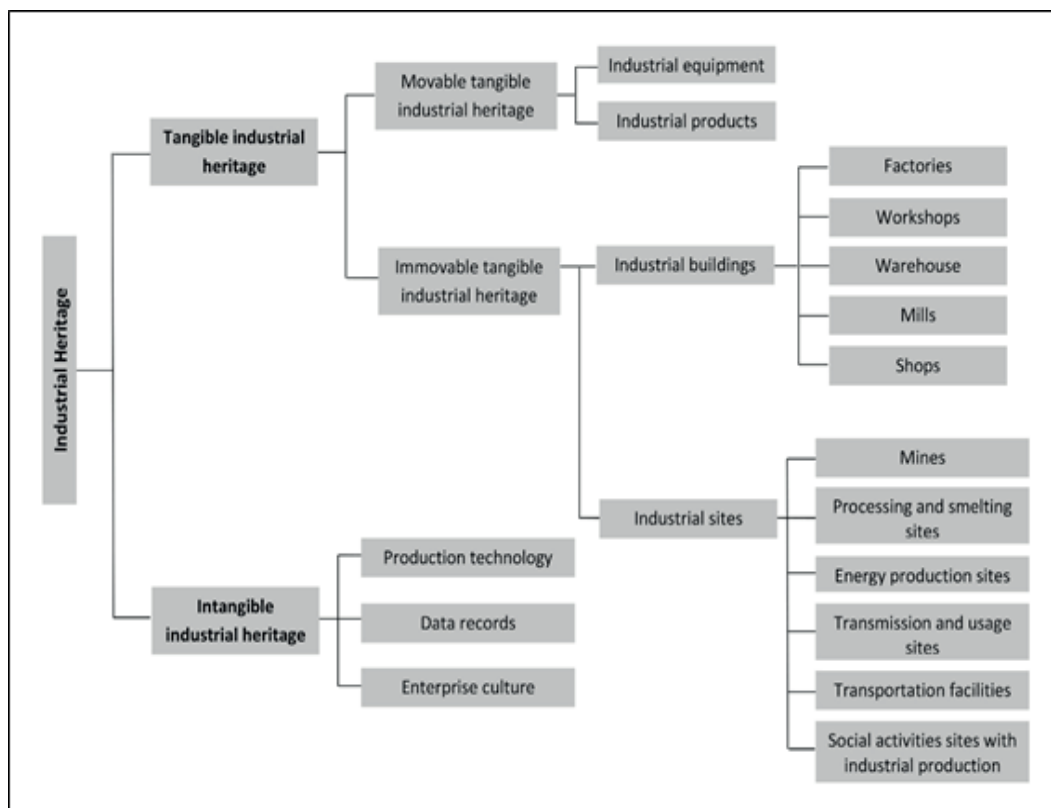 Industrial Heritage
Tangible industrial
heritage
Movable tangible
industrial heritage
Industrial equipment
Industrial products
Immovable tangible
industrial heritage
Industrial buildings
Factories
Workshops
Warehouse
Mills
Shops
Industrial sites
Mines
Processing and smelting
sites
Energy production sites
Transmission and usage
sites
Transportation facilities
Social activities sites with
industrial production
Intangible
industrial heritage
Production technology
Data records
Enterprise culture